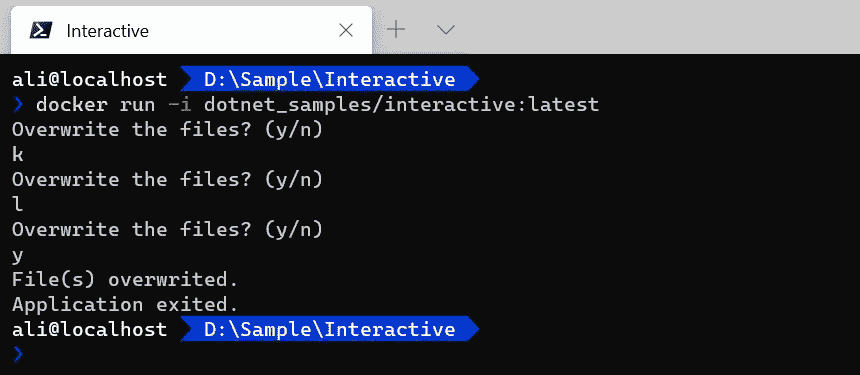 Interactive
ali@localhost D:\Sample\Interactive
❯ docker run -i dotnet_samples/interactive:latest
Overwrite the files? (y/n)
k
Overwrite the files? (y/n)
l
Overwrite the files? (y/n)
y
File(s) overwrited.
Application exited.
ali@localhost D:\Sample\Interactive
❯